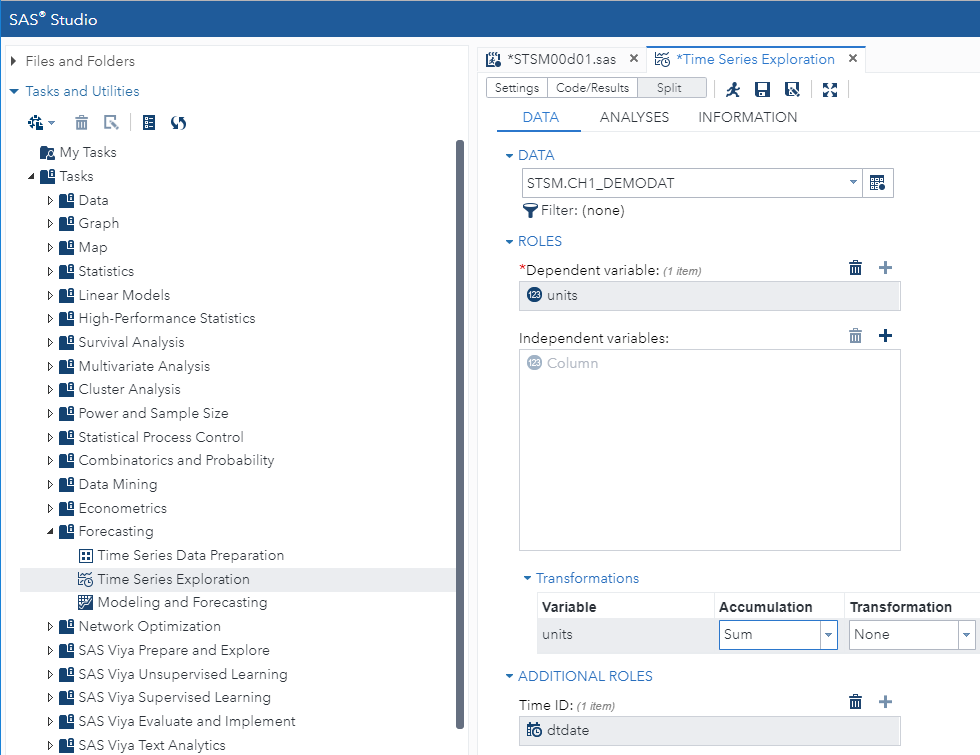 SAS® Studio
Files and Folders
Tasks and Utilities
My Tasks
Tasks
Data
Graph
Map
Statistics
Linear Models
High-Performance Statistics
Survival Analysis
Multivariate Analysis
Cluster Analysis
Power and Sample Size
Statistical Process Control
Combinatorics and Probability
Data Mining
Econometrics
Forecasting
Time Series Data Preparation
Time Series Exploration
Modeling and Forecasting
Network Optimization
SAS Viya Prepare and Explore
SAS Viya Unsupervised Learning
SAS Viya Supervised Learning
SAS Viya Evaluate and Implement
SAS Viya Text Analytics
*STSM00d01.sas × *Time Series Exploration ×
Settings Code/Results Split
DATA ANALYSES INFORMATION
DATA
STSM.CH1_DEMODAT
Filter: (none)
ROLES
*Dependent variable: (1 item)
123 units
Independent variables:
123 Column
Transformations
Variable Accumulation Transformation
units Sum None
ADDITIONAL ROLES
Time ID: (1 item)
dtdate